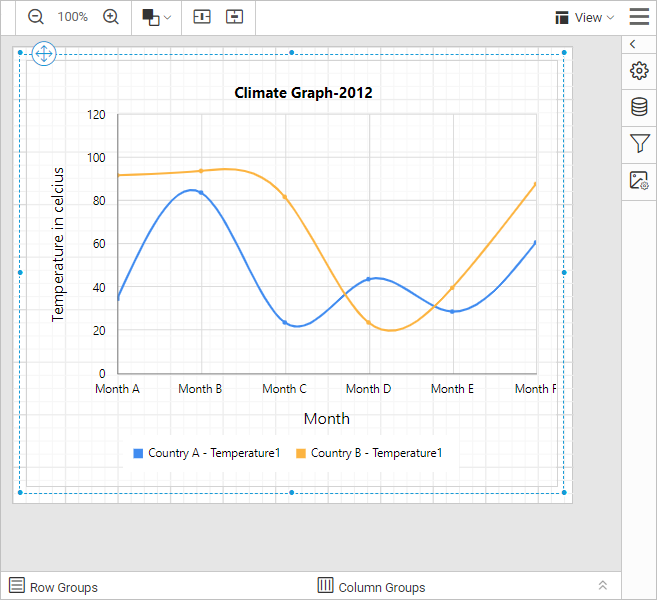 100% View
Climate Graph-2012
120
100
80
60
40
20
0
Temperature in celcius
Month A Month B Month C Month D Month E Month F
Month
Country A - Temperature1 Country B - Temperature1
Row Groups Column Groups